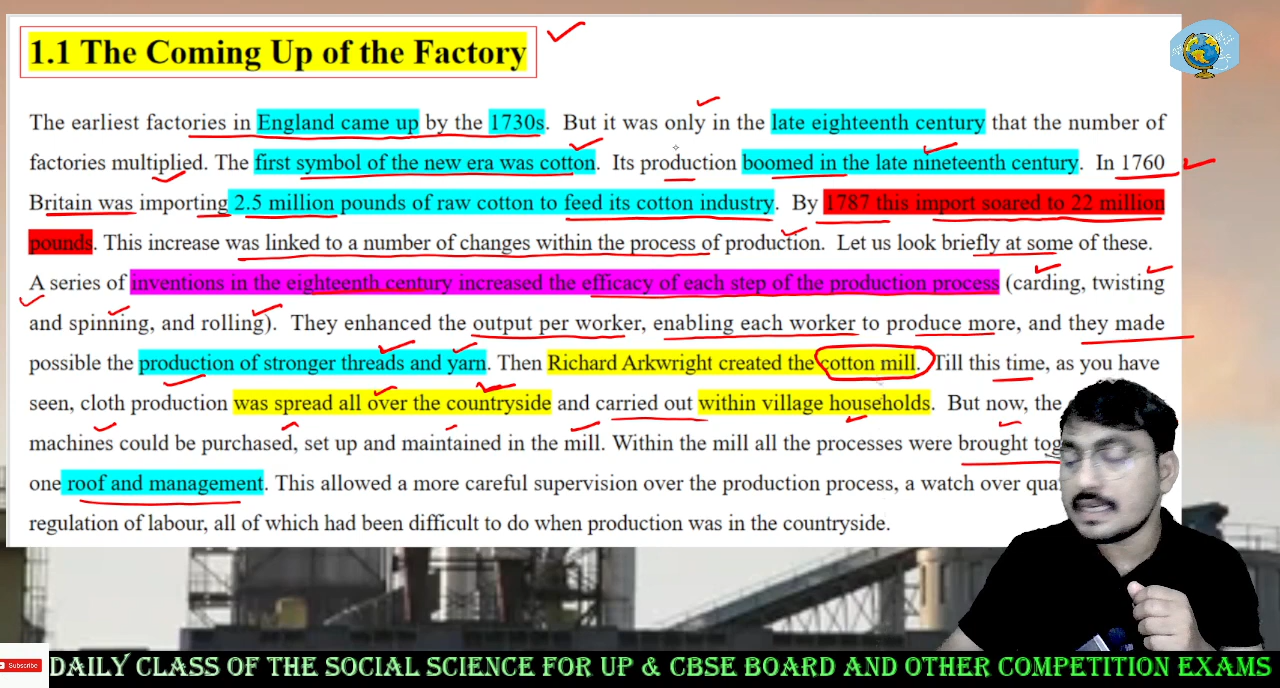 1.1 The Coming Up of the Factory
The earliest factories in England came up by the 1730s. But it was only in the late eighteenth century that the number of
factories multiplied. The first symbol of the new era was cotton. Its production boomed in the late nineteenth century. In 1760
Britain was importing 2.5 million pounds of raw cotton to feed its cotton industry. By 1787 this import soared to 22 million
pounds. This increase was linked to a number of changes within the process of production. Let us look briefly at some of these.
A series of inventions in the eighteenth century increased the efficacy of each step of the production process (carding, twisting
and spinning, and rolling). They enhanced the output per worker, enabling each worker to produce more, and they made
possible the production of stronger threads and yarn. Then Richard Arkwright created the cotton mill. Till this time, as you have
seen, cloth production was spread all over the countryside and carried out within village households. But now, the
machines could be purchased, set up and maintained in the mill. Within the mill all the processes were brought
one roof and management. This allowed a more careful supervision over the production process, a watch over
regulation of labour, all of which had been difficult to do when production was in the countryside.
Subscribe
DAILY CLASS OF THE SOCIAL SCIENCE FOR UP & CBSE BOARD AND OTHER COMPETITION EXAMS